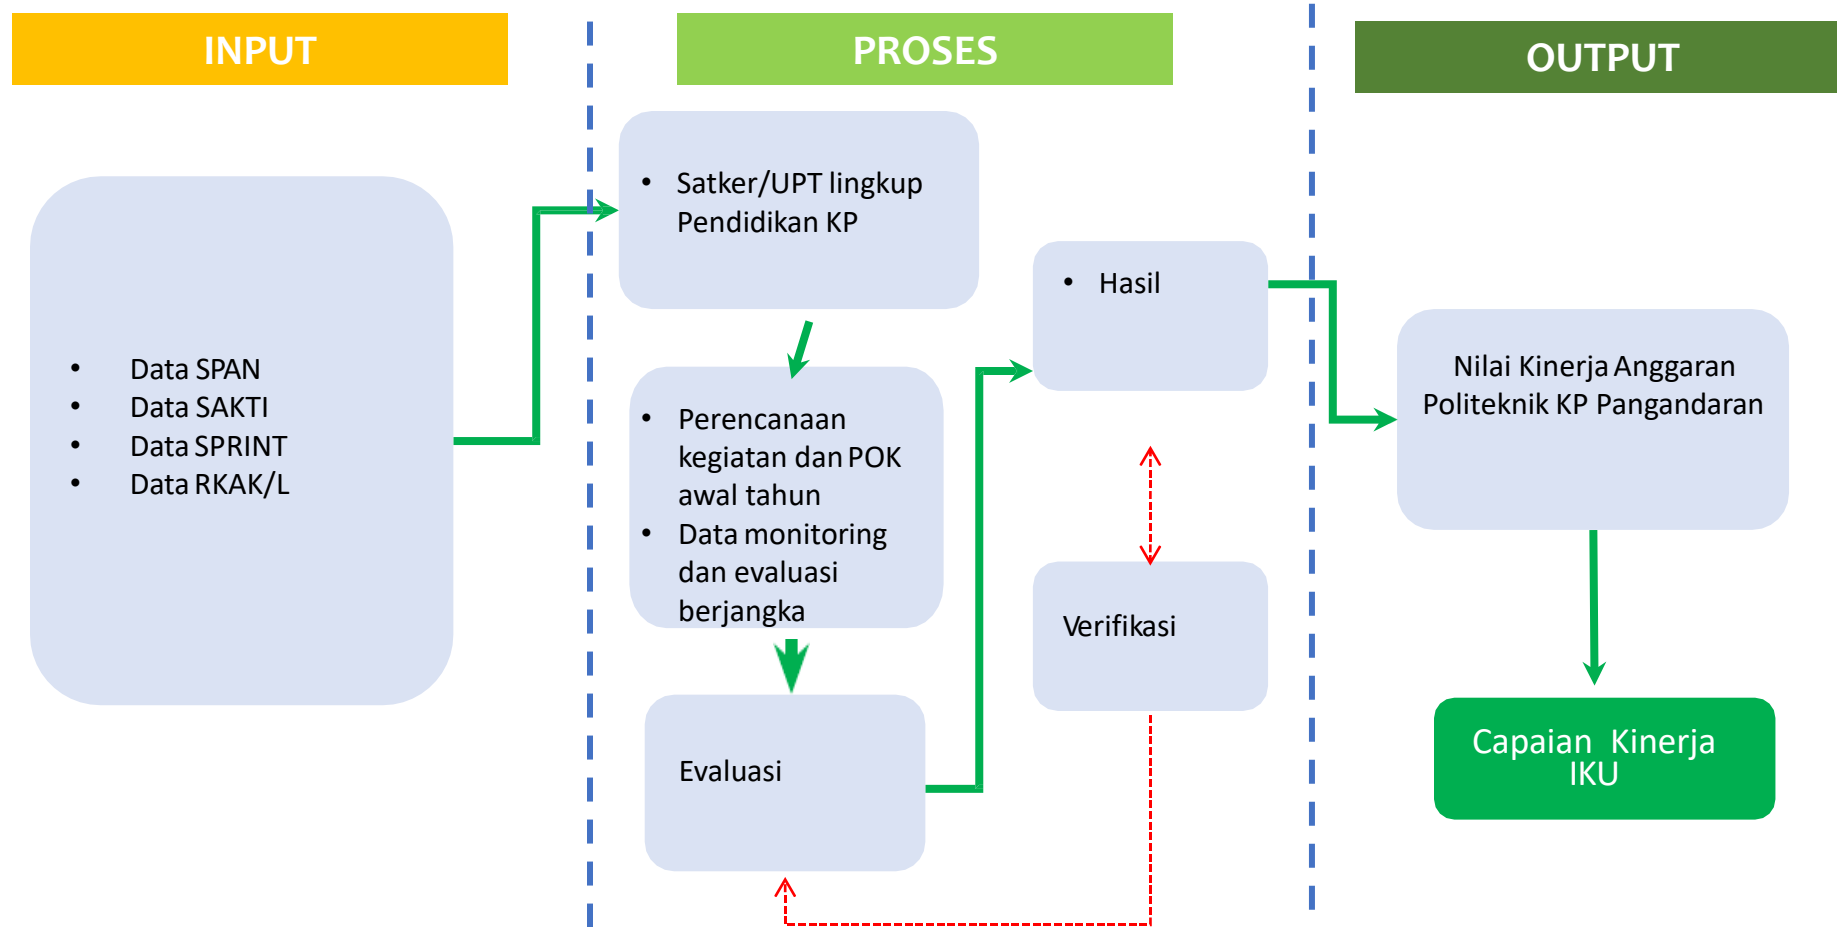 INPUT
PROSES
OUTPUT
• Data SPAN
• Data SAKTI
• Data SPRINT
• Data RKAK/L
• Satker/UPT lingkup
Pendidikan KP
• Perencanaan
kegiatan dan POK
awal tahun
• Data monitoring
dan evaluasi
berjangka
Evaluasi
• Hasil
Verifikasi
Nilai Kinerja Anggaran
Politeknik KP Pangandaran
Capaian Kinerja
IKU